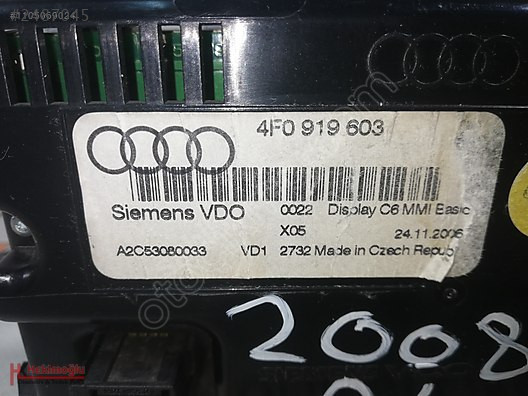 4F0 919 603
Siemens VDO 0022 Display C6 MMI Basic
X05 24.11.2006
A2C53080033 VD1 2732 Made in Czech Republ
2008